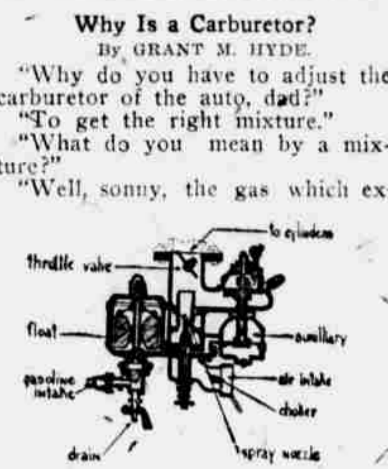 Why Is a Carburetor?
By GRANT M. HYDE.
"Why do you have to adjust the
carburetor of the auto, dad?"
"To get the right mixture."
"What do you mean by a mix-
ture?"
"Well, sonny, the gas which ex-
to cylinders
throttle valve
float
auxiliary
gasoline
intake
air intake
choker
drain
spray nozzle